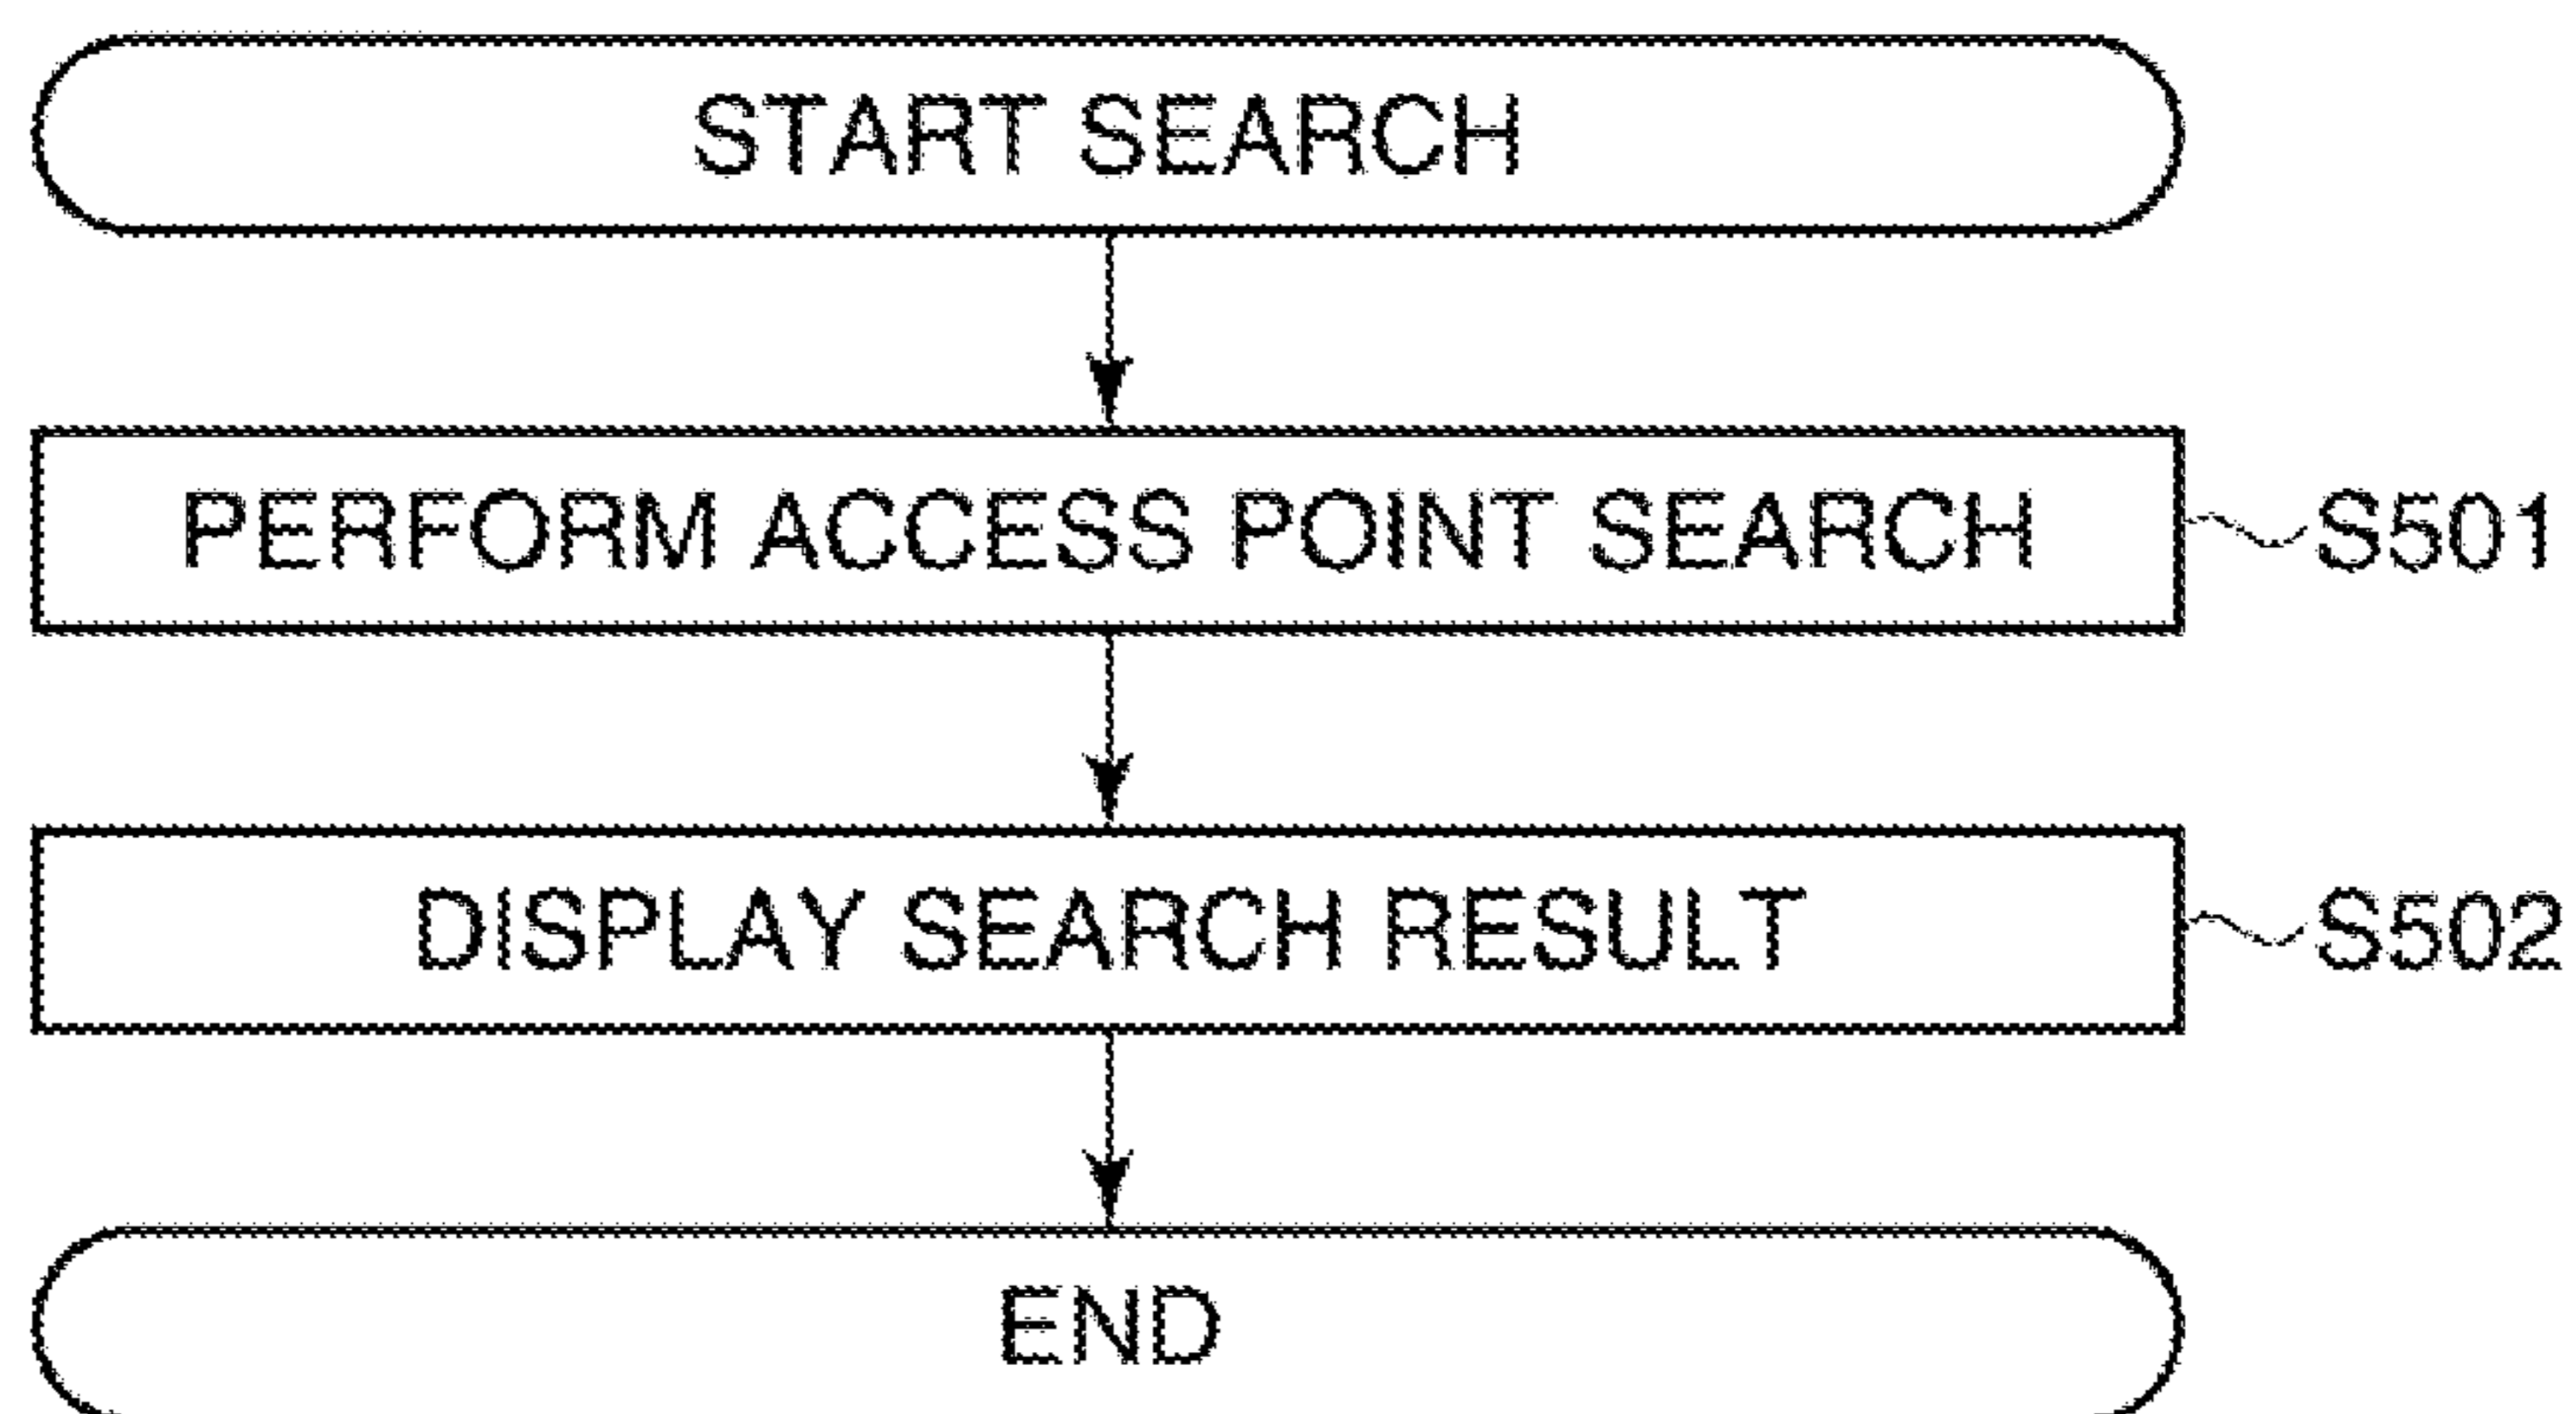 START SEARCH
PERFORM ACCESS POINT SEARCH
S501
DISPLAY SEARCH RESULT
S502
END